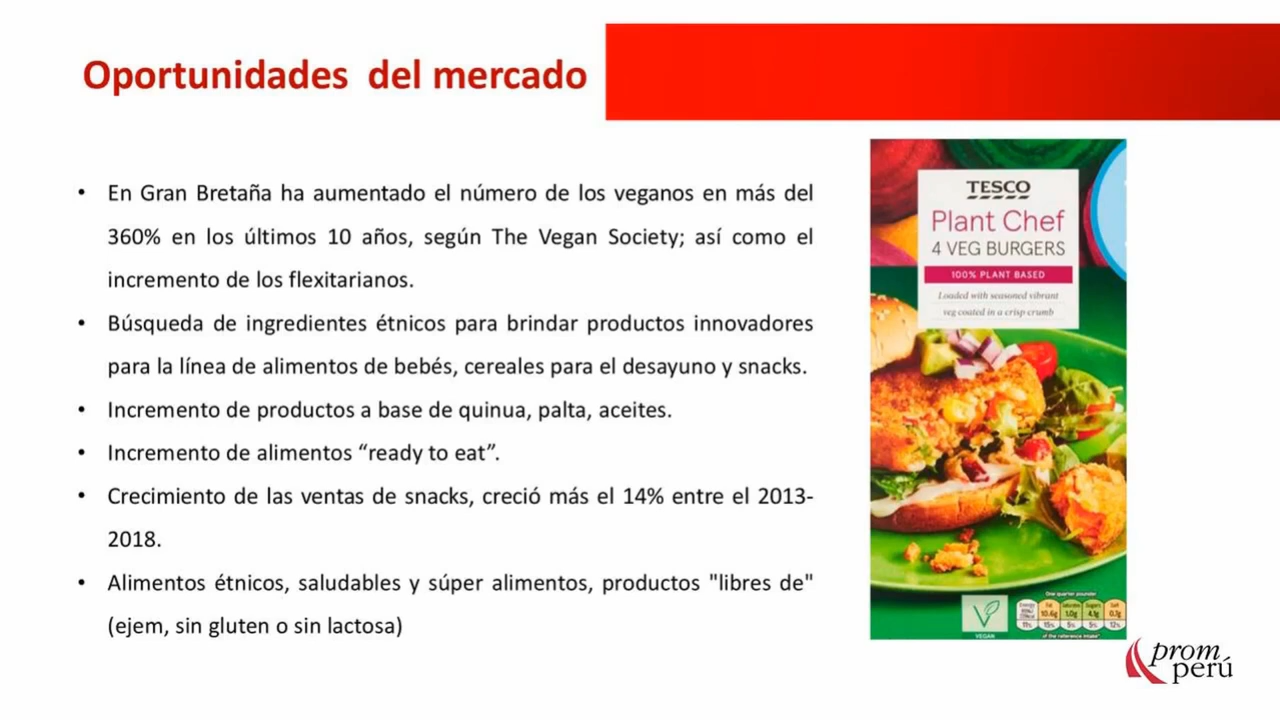 Oportunidades del mercado
• En Gran Bretaña ha aumentado el número de los veganos en más del
360% en los últimos 10 años, según The Vegan Society; así como el
incremento de los flexitarianos.
• Búsqueda de ingredientes étnicos para brindar productos innovadores
para la línea de alimentos de bebés, cereales para el desayuno y snacks.
• Incremento de productos a base de quinua, palta, aceites.
• Incremento de alimentos “ready to eat”.
• Crecimiento de las ventas de snacks, creció más el 14% entre el 2013-
2018.
• Alimentos étnicos, saludables y súper alimentos, productos "libres de"
(ejem, sin gluten o sin lactosa)
TESCO
Plant Chef
4 VEG BURGERS
100% PLANT BASED
Loaded with seasoned vibrant
veg coated in a crisp crumb
VEGAN
One quarter pounder
Energy Fat Saturates Sugars Salt
10.6g 1.0g 4.1g 0.7g
11% 15% 5% 5% 12%
of the reference intake*
prom
perú